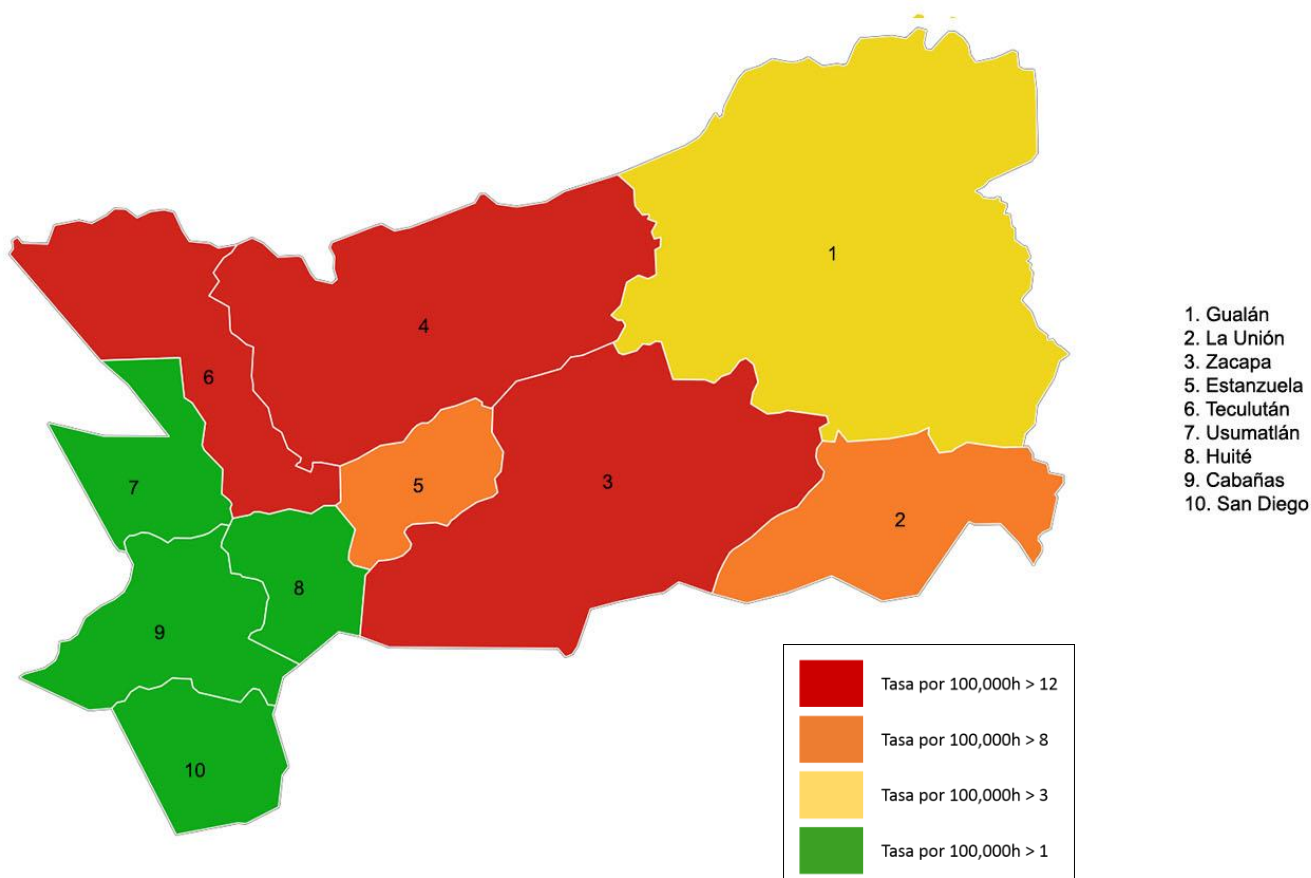 1
4
6
5
3
7
2
8
9
10
1. Gualán
2. La Unión
3. Zacapa
5. Estanzuela
6. Teculután
7. Usumatlán
8. Huité
9. Cabañas
10. San Diego
Tasa por 100,000h > 12
Tasa por 100,000h > 8
Tasa por 100,000h > 3
Tasa por 100,000h > 1